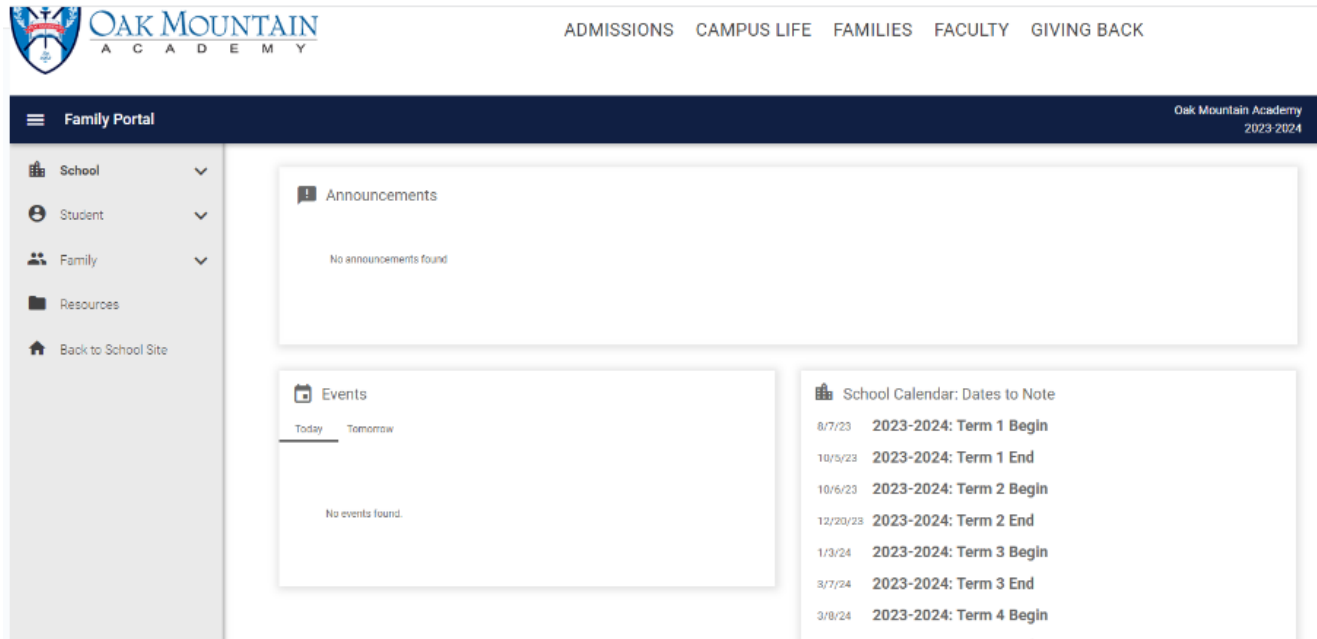 OAK MOUNTAIN
ACADEMY
ADMISSIONS CAMPUS LIFE FAMILIES FACULTY GIVING BACK
Family Portal
Oak Mountain Academy
2023-2024
School
Student
Family
Resources
Back to School Site
Announcements
No announcements found
Events
Today Tomorrow
No events found.
School Calendar: Dates to Note
8/7/23 2023-2024: Term 1 Begin
10/5/23 2023-2024: Term 1 End
10/6/23 2023-2024: Term 2 Begin
12/20/23 2023-2024: Term 2 End
1/3/24 2023-2024: Term 3 Begin
3/7/24 2023-2024: Term 3 End
3/8/24 2023-2024: Term 4 Begin